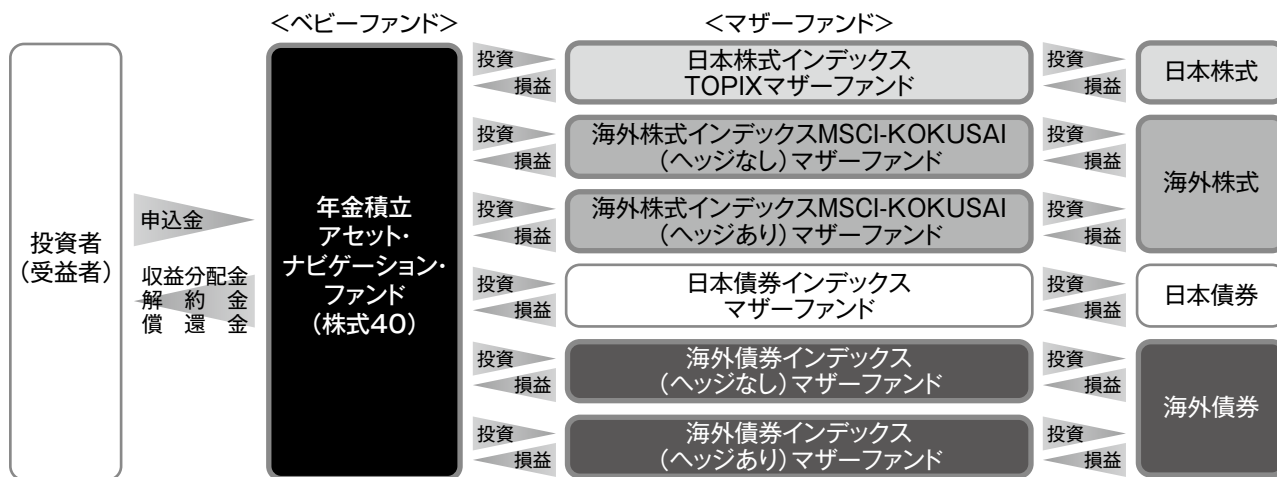 <ベビーファンド>
<マザーファンド>
投資者
(受益者)
申込金
収益分配金
解約金
償還金
年金積立
アセット・
ナビゲーション・
ファンド
(株式40)
投資
損益
日本株式インデックス
TOPIXマザーファンド
投資
損益
日本株式
投資
損益
海外株式インデックスMSCI-KOKUSAI
(ヘッジなし)マザーファンド
投資
損益
海外株式
投資
損益
海外株式インデックスMSCI-KOKUSAI
(ヘッジあり)マザーファンド
投資
損益
投資
損益
日本債券インデックス
マザーファンド
投資
損益
日本債券
投資
損益
海外債券インデックス
(ヘッジなし)マザーファンド
投資
損益
海外債券
投資
損益
海外債券インデックス
(ヘッジあり)マザーファンド
投資
損益